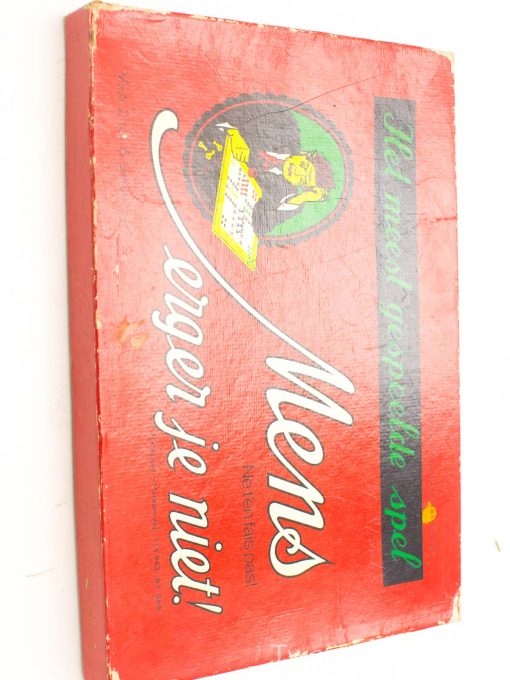 Het meest gespeelde spel
Mens
Ne t'en fais pas!
erger je niet!